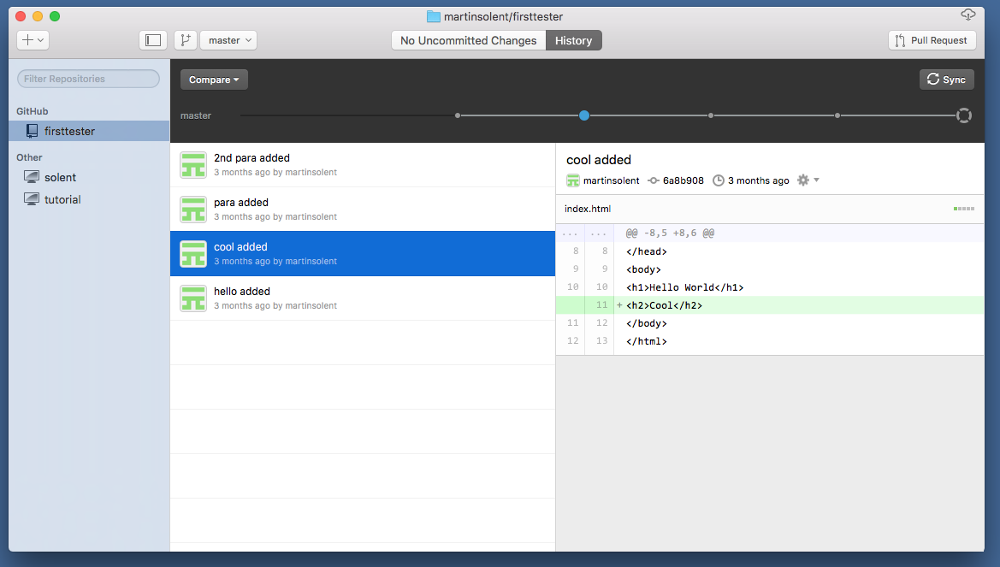 martinsolent/firsttester
master
No Uncommitted Changes
History
Pull Request
Filter Repositories
GitHub
firsttester
Other
solent
tutorial
Compare
Sync
master
2nd para added
3 months ago by martinsolent
para added
3 months ago by martinsolent
cool added
3 months ago by martinsolent
hello added
3 months ago by martinsolent
cool added
martinsolent 6a8b908 3 months ago
index.html
... ... @@ -8,5 +8,6 @@
8 8 </head>
9 9 <body>
10 10 <h1>Hello World</h1>
11 + <h2>Cool</h2>
11 12 </body>
12 13 </html>